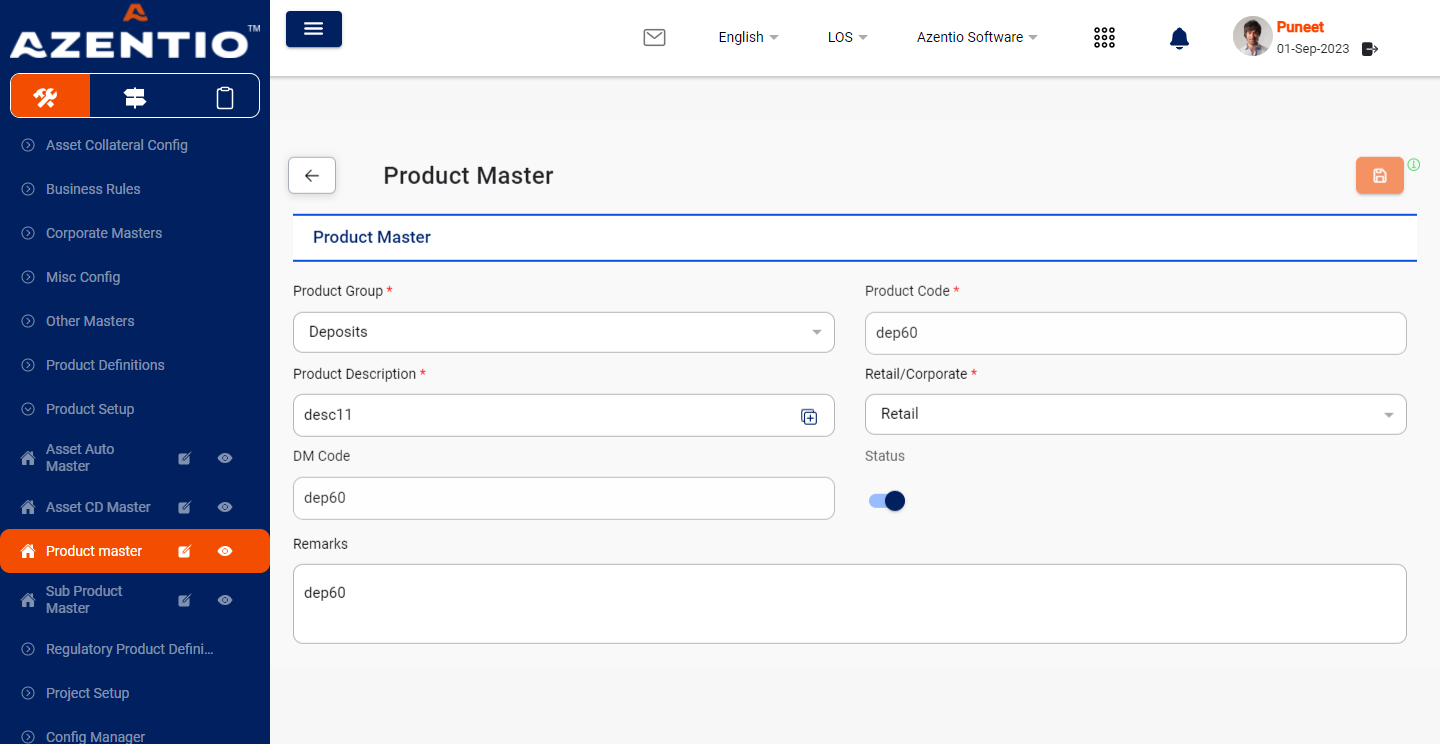 AZENTIO™
English
LOS
Azentio Software
Puneet
01-Sep-2023
Asset Collateral Config
Business Rules
Corporate Masters
Misc Config
Other Masters
Product Definitions
Product Setup
Asset Auto
Master
Asset CD Master
Product master
Sub Product
Master
Regulatory Product Defini...
Project Setup
Config Manager
Product Master
Product Master
Product Group *
Product Code *
Deposits
dep60
Product Description *
Retail/Corporate *
desc11
Retail
DM Code
Status
dep60
Remarks
dep60